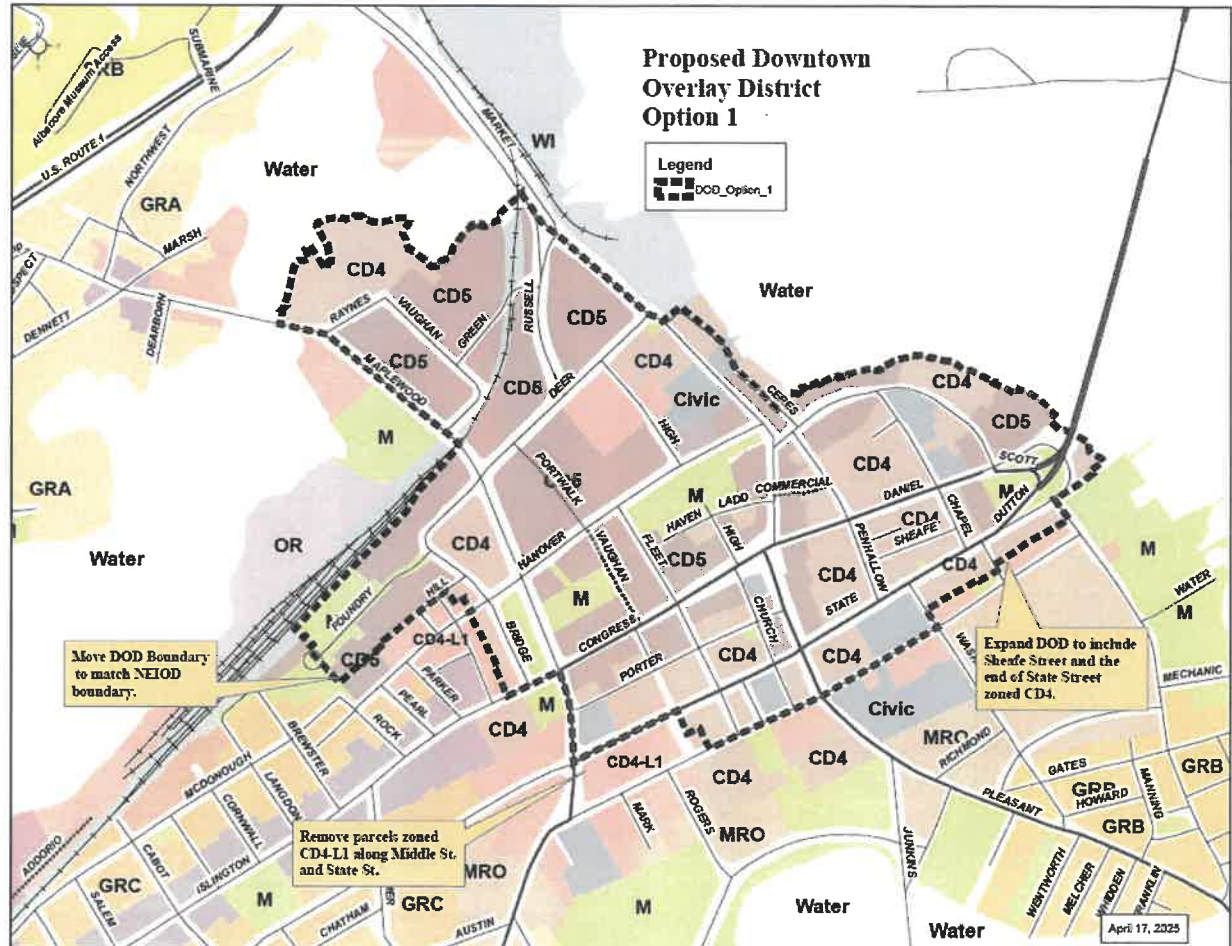 Proposed Downtown
Overlay District
Option 1
Legend
DOD_Option_1
Albacore Museum Access
GRB
SUBMARINE
U.S. ROUTE 1
NORTHWEST
GRA
MARSH
DENNETT
DEARBORN
Water
MARKET
WI
Water
CD4
CD5
RAYNES
VAUGHAN
GREEN
RUSSELL
CD5
CD5
MAPLEWOOD
CD5
DEER
CD4
Civic
HIGH
CERES
CD4
CD5
SCOTT
M
GRA
Water
OR
PORTWALK
M
HAVEN
LADD
COMMERCIAL
CD4
DANIEL
CHAPEL
M
DUTTON
CD4
SHEAFE
CD4
HANOVER
VAUGHAN
FLEET
HIGH
CD5
PENHALLOW
CD4
STATE
M
WATER
M
FOUNDRY
HILL
CD4-L1
CD5
BRIDGE
M
CONGRESS
CHURCH
PORTER
CD4
CD4
Civic
MECHANIC
Move DOD Boundary
to match NEIOD
boundary.
Expand DOD to include
Sheafe Street and the
end of State Street
zoned CD4.
PARKER
PEARL
ROCK
BREWSTER
LANGDON
CORNWALL
MCDONOUGH
CABOT
ISLINGTON
SALEM
ADDORIO
GRC
M
CD4
M
CD4-L1
CD4
CD4
MRO
RICHMOND
PLEASANT
GATES
GRB
HOWARD
MANNING
GRB
GRB
Remove parcels zoned
CD4-L1 along Middle St.
and State St.
MARK
ROGERS
MRO
JUNKINS
WENTWORTH
MELCHER
WHIDDEN
FRANKLIN
MRO
GRC
CHATHAM
AUSTIN
M
Water
Water
April 17, 2025